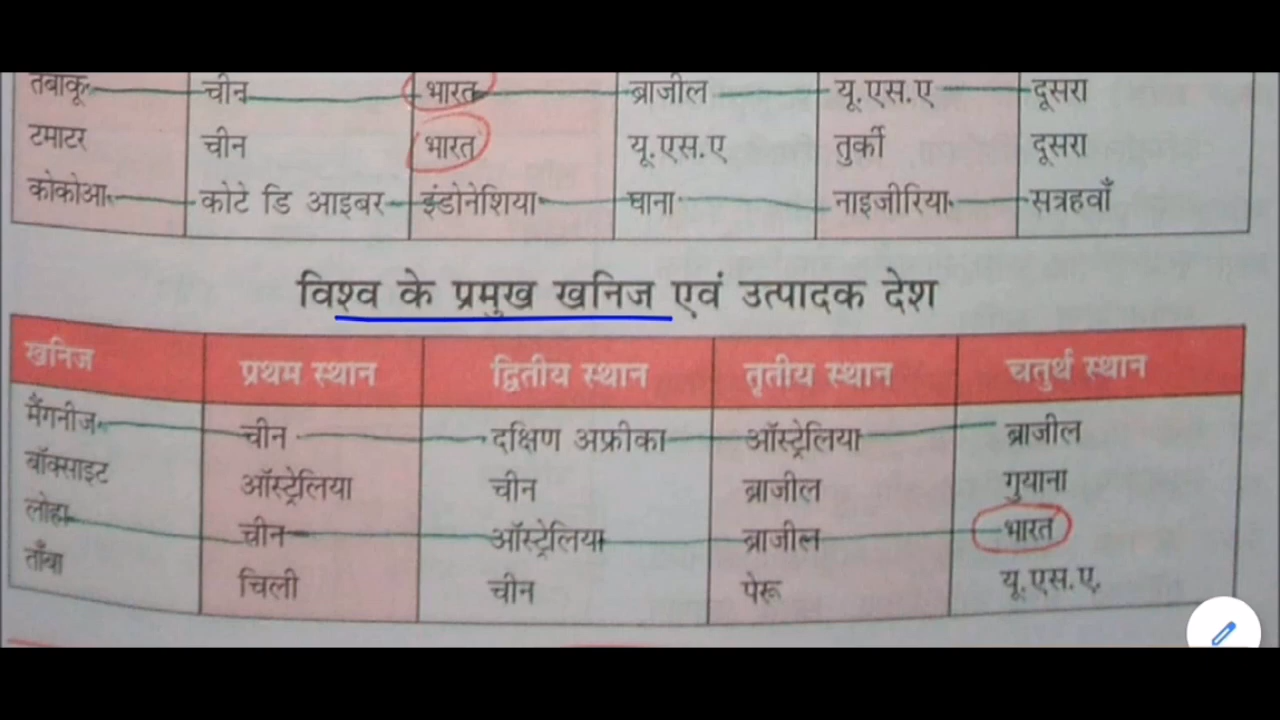 तंबाकू चीन भारत ब्राजील यू.एस.ए दूसरा
टमाटर चीन भारत यू.एस.ए तुर्की दूसरा
कोकोआ कोटे डि आइबर इंडोनेशिया घाना नाइजीरिया सत्रहवाँ
विश्व के प्रमुख खनिज एवं उत्पादक देश
खनिज प्रथम स्थान द्वितीय स्थान तृतीय स्थान चतुर्थ स्थान
मैंगनीज चीन दक्षिण अफ्रीका ऑस्ट्रेलिया ब्राजील
बॉक्साइट ऑस्ट्रेलिया चीन ब्राजील गुयाना
लोहा चीन ऑस्ट्रेलिया ब्राजील भारत
ताँबा चिली चीन पेरू यू.एस.ए.